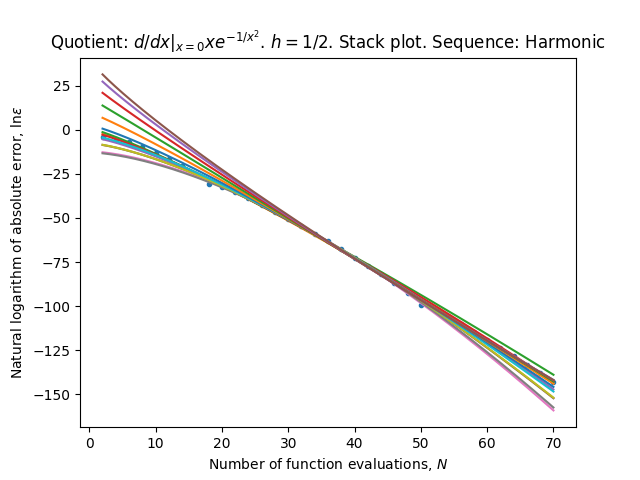 Quotient: $d/dx|_{x=0} xe^{-1/x^2}$. $h = 1/2$. Stack plot. Sequence: Harmonic
25
0
−25
−50
−75
−100
−125
−150
Natural logarithm of absolute error, lnε
0 10 20 30 40 50 60 70
Number of function evaluations, N